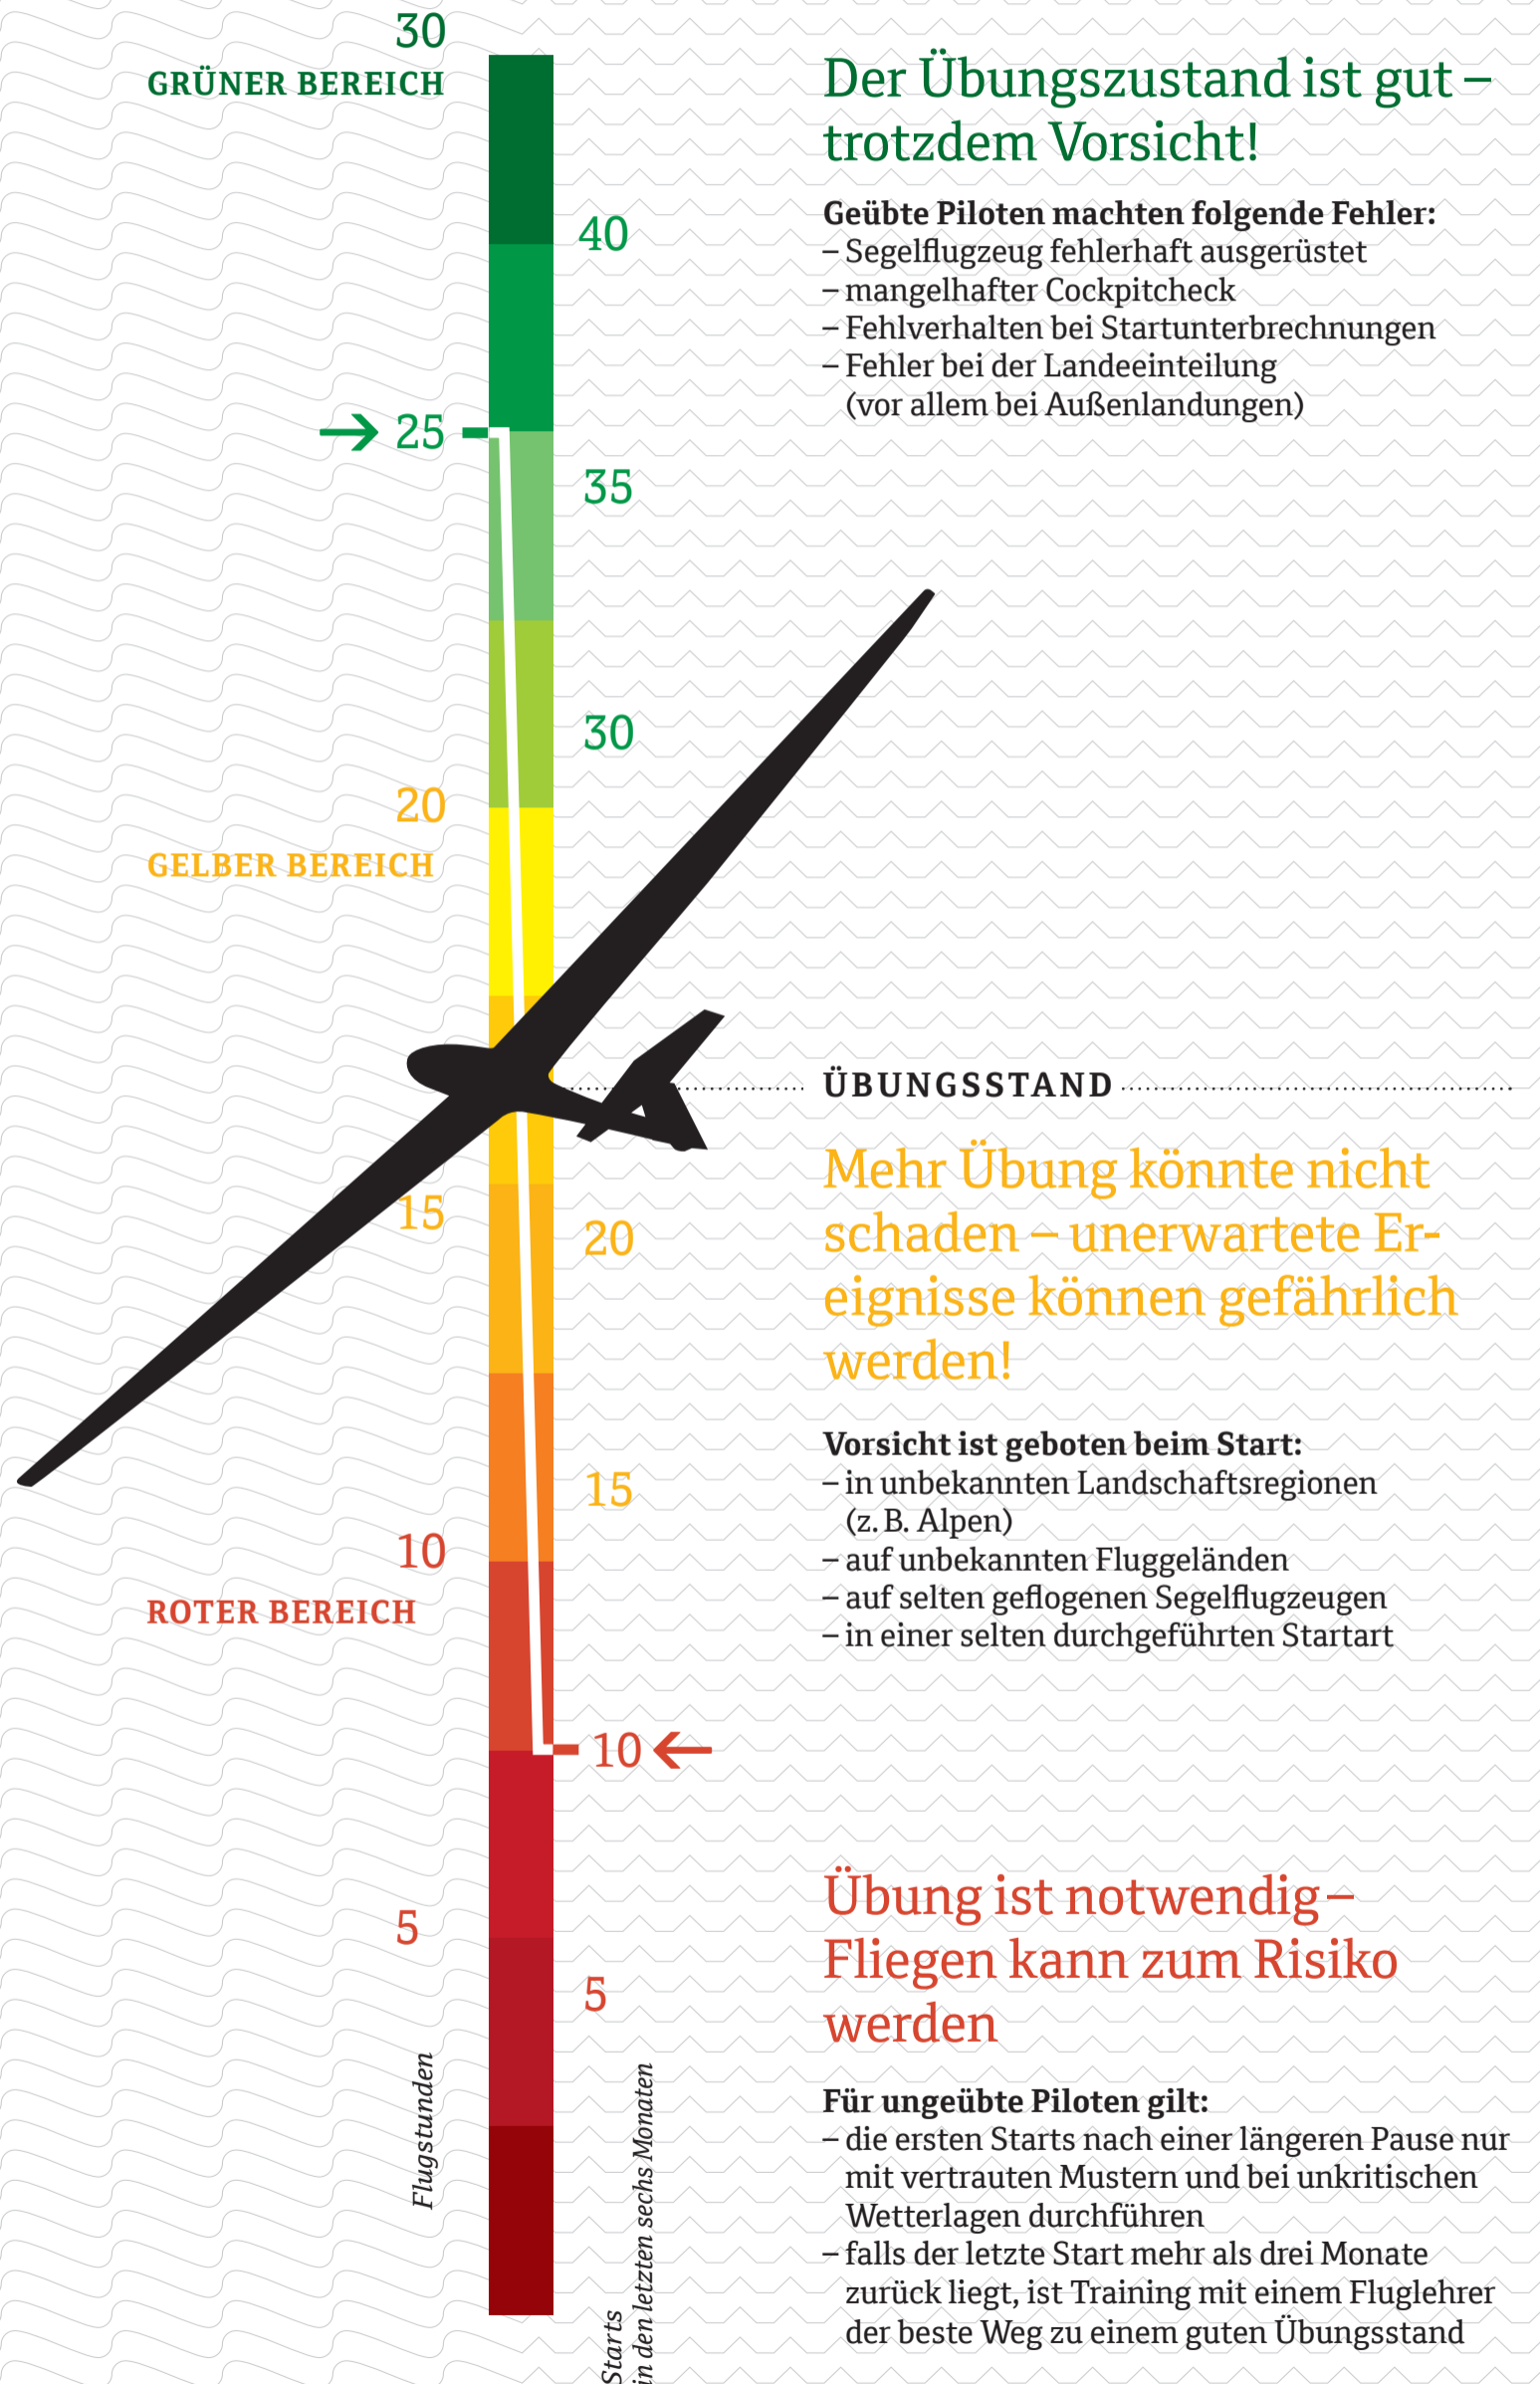 30
GRÜNER BEREICH
Der Übungszustand ist gut –
trotzdem Vorsicht!
Geübte Piloten machten folgende Fehler:
– Segelflugzeug fehlerhaft ausgerüstet
– mangelhafter Cockpitcheck
– Fehlverhalten bei Startunterbrechnungen
– Fehler bei der Landeeinteilung
(vor allem bei Außenlandungen)
40
→ 25
35
30
20
GELBER BEREICH
ÜBUNGSSTAND
Mehr Übung könnte nicht
schaden – unerwartete Er-
eignisse können gefährlich
werden!
15
20
Vorsicht ist geboten beim Start:
– in unbekannten Landschaftsregionen
(z. B. Alpen)
– auf unbekannten Fluggeländen
– auf selten geflogenen Segelflugzeugen
– in einer selten durchgeführten Startart
15
10
ROTER BEREICH
10 ←
Übung ist notwendig –
Fliegen kann zum Risiko
werden
5
5
Für ungeübte Piloten gilt:
– die ersten Starts nach einer längeren Pause nur
mit vertrauten Mustern und bei unkritischen
Wetterlagen durchführen
– falls der letzte Start mehr als drei Monate
zurück liegt, ist Training mit einem Fluglehrer
der beste Weg zu einem guten Übungsstand
Flugstunden
Starts
in den letzten sechs Monaten